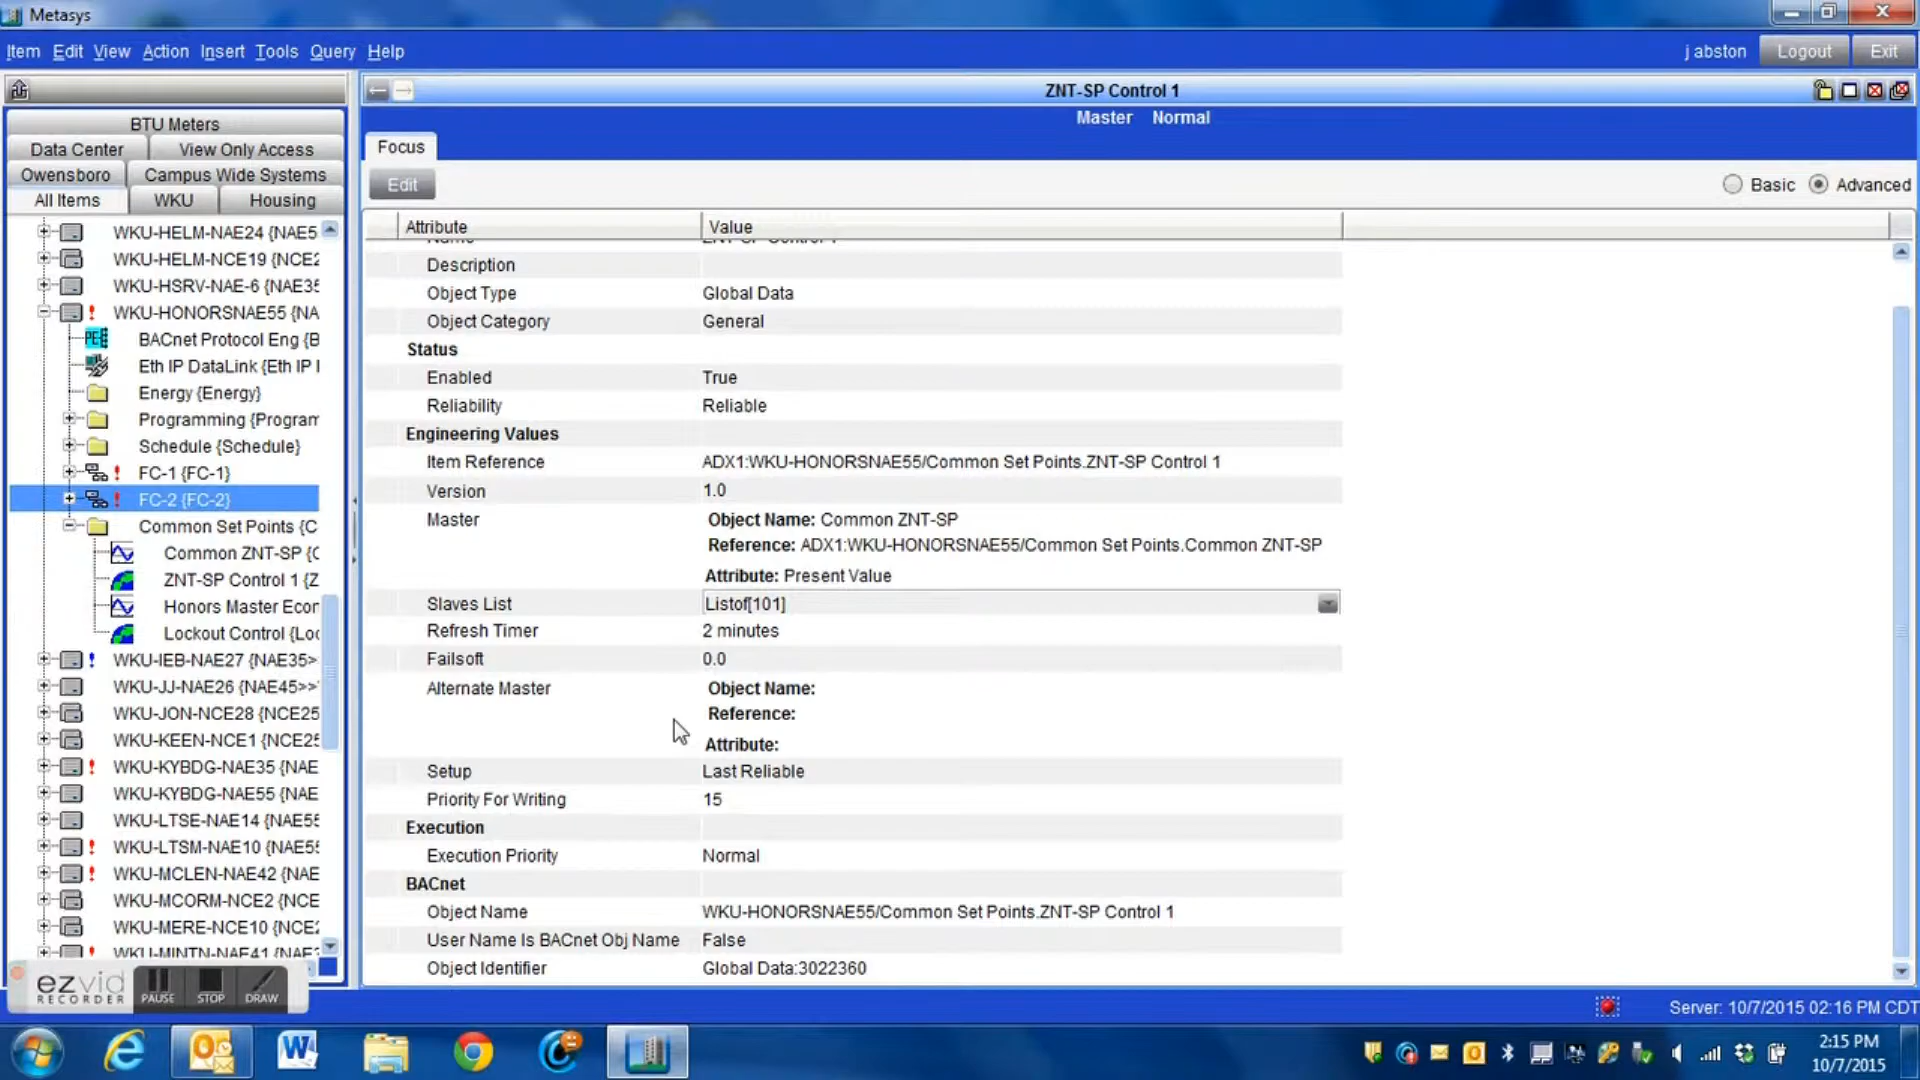 Metasys
Item Edit View Action Insert Tools Query Help
j abston Logout Exit
BTU Meters
Data Center View Only Access
Owensboro Campus Wide Systems
All Items WKU Housing
WKU-HELM-NAE24 {NAE5
WKU-HELM-NCE19 {NCE2
WKU-HSRV-NAE-6 {NAE35
WKU-HONORSNAE55 {NA
BACnet Protocol Eng {B
Eth IP DataLink {Eth IP I
Energy {Energy}
Programming {Program
Schedule {Schedule}
FC-1 {FC-1}
FC-2 {FC-2}
Common Set Points {C
Common ZNT-SP {C
ZNT-SP Control 1 {Z
Honors Master Econ
Lockout Control {Loc
WKU-IEB-NAE27 {NAE35>
WKU-JJ-NAE26 {NAE45>>
WKU-JON-NCE28 {NCE25
WKU-KEEN-NCE1 {NCE25
WKU-KYBDG-NAE35 {NAE
WKU-KYBDG-NAE55 {NAE
WKU-LTSE-NAE14 {NAE55
WKU-LTSM-NAE10 {NAE55
WKU-MCLEN-NAE42 {NAE
WKU-MCORM-NCE2 {NCE
WKU-MERE-NCE10 {NCE2
WKU-MINTN-NAE41 {NAE
ZNT-SP Control 1
Master Normal
Focus
Edit
Basic Advanced
Attribute Value
Name ZNT-SP Control 1
Description
Object Type Global Data
Object Category General
Status
Enabled True
Reliability Reliable
Engineering Values
Item Reference ADX1:WKU-HONORSNAE55/Common Set Points.ZNT-SP Control 1
Version 1.0
Master Object Name: Common ZNT-SP
Reference: ADX1:WKU-HONORSNAE55/Common Set Points.Common ZNT-SP
Attribute: Present Value
Slaves List Listof[101]
Refresh Timer 2 minutes
Failsoft 0.0
Alternate Master Object Name:
Reference:
Attribute:
Setup Last Reliable
Priority For Writing 15
Execution
Execution Priority Normal
BACnet
Object Name WKU-HONORSNAE55/Common Set Points.ZNT-SP Control 1
User Name Is BACnet Obj Name False
Object Identifier Global Data:3022360
ezvid
RECORDER
PAUSE STOP DRAW
Server: 10/7/2015 02:16 PM CDT
2:15 PM
10/7/2015